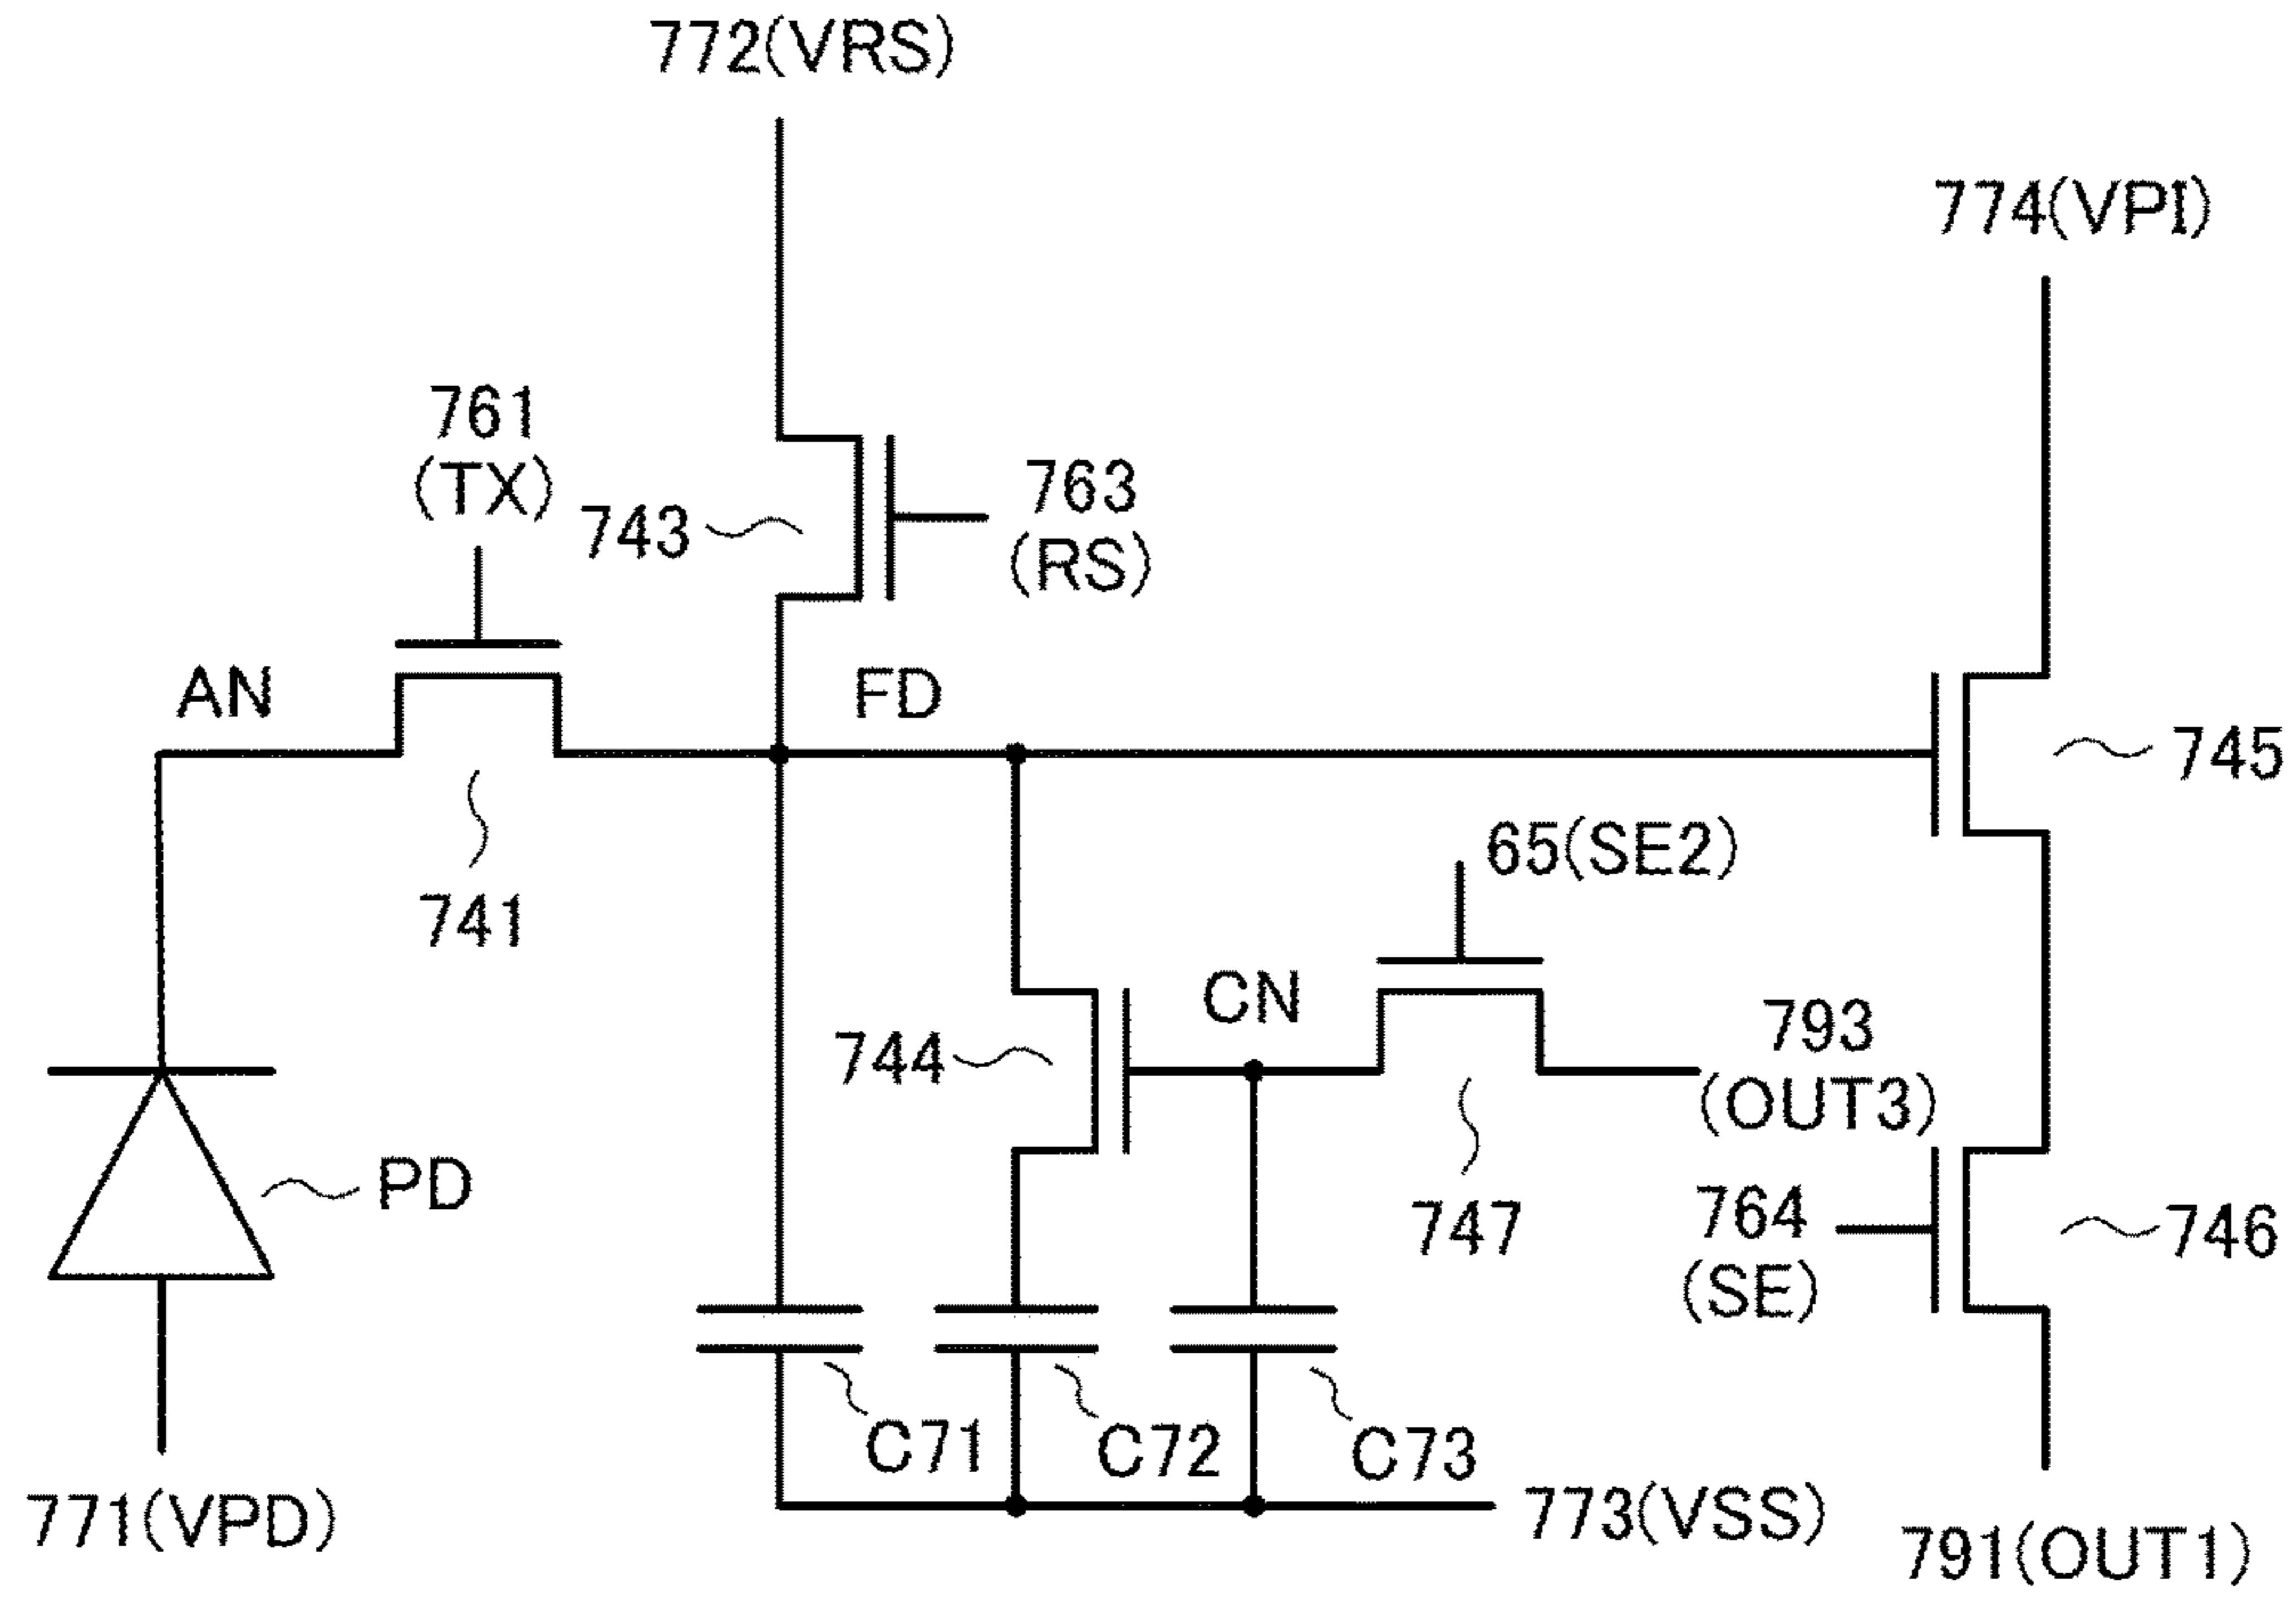 772(VRS)
774(VPI)
761
(TX)
743
763
(RS)
AN
FD
745
65(SE2)
741
CN
744
793
(OUT3)
PD
747
764
(SE)
746
C71
C72
C73
771(VPD)
773(VSS)
791(OUT1)